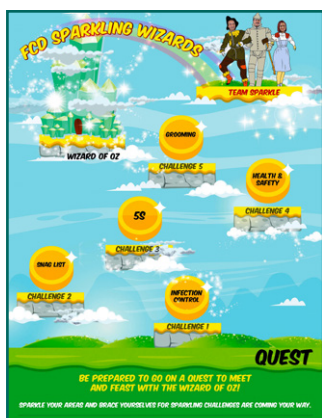 FCD SPARKLING WIZARDS
TEAM SPARKLE
WIZARD OF OZ
GROOMING
CHALLENGE 5
HEALTH &
SAFETY
CHALLENGE 4
5S
CHALLENGE 3
SNAG LIST
CHALLENGE 2
INFECTION
CONTROL
CHALLENGE 1
QUEST
BE PREPARED TO GO ON A QUEST TO MEET
AND FEAST WITH THE WIZARD OF OZ!
SPARKLE YOUR AREAS AND BRACE YOURSELVES FOR SPARKLING CHALLENGES ARE COMING YOUR WAY.